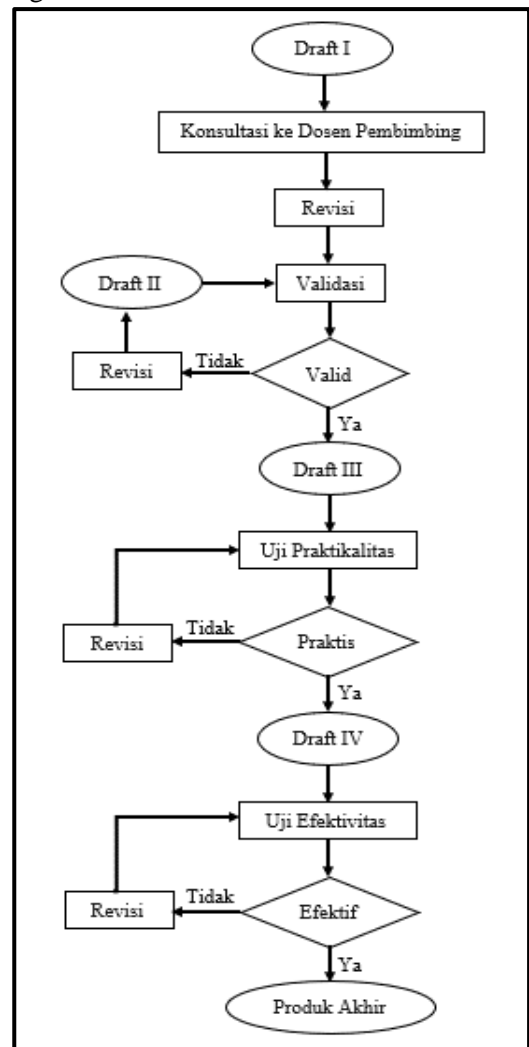 Draft I
Konsultasi ke Dosen Pembimbing
Revisi
Draft II
Validasi
Revisi
Tidak
Valid
Ya
Draft III
Uji Praktikalitas
Revisi
Tidak
Praktis
Ya
Draft IV
Uji Efektivitas
Revisi
Tidak
Efektif
Ya
Produk Akhir